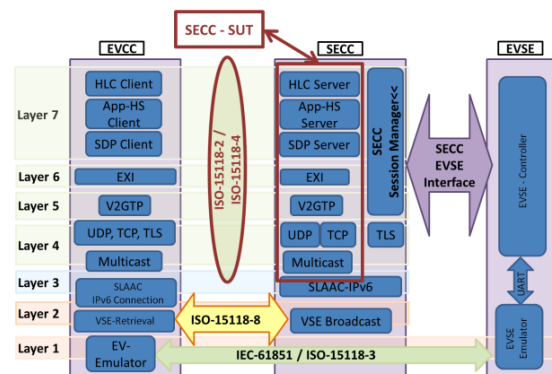 SECC - SUT
EVCC
SECC
EVSE
Layer 7
HLC Client
App-HS
Client
SDP Client
HLC Server
App-HS
Server
SDP Server
SECC
Session Manager<<
SECC
EVSE
Interface
EVSE - Controller
ISO-15118-2 /
ISO-15118-4
Layer 6
EXI
EXI
Layer 5
V2GTP
V2GTP
Layer 4
UDP, TCP, TLS
Multicast
UDP
TCP
TLS
Multicast
Layer 3
SLAAC
IPv6 Connection
SLAAC-IPv6
UART
Layer 2
VSE-Retrieval
ISO-15118-8
VSE Broadcast
Layer 1
EV-
Emulator
IEC-61851 / ISO-15118-3
EVSE
Emulator